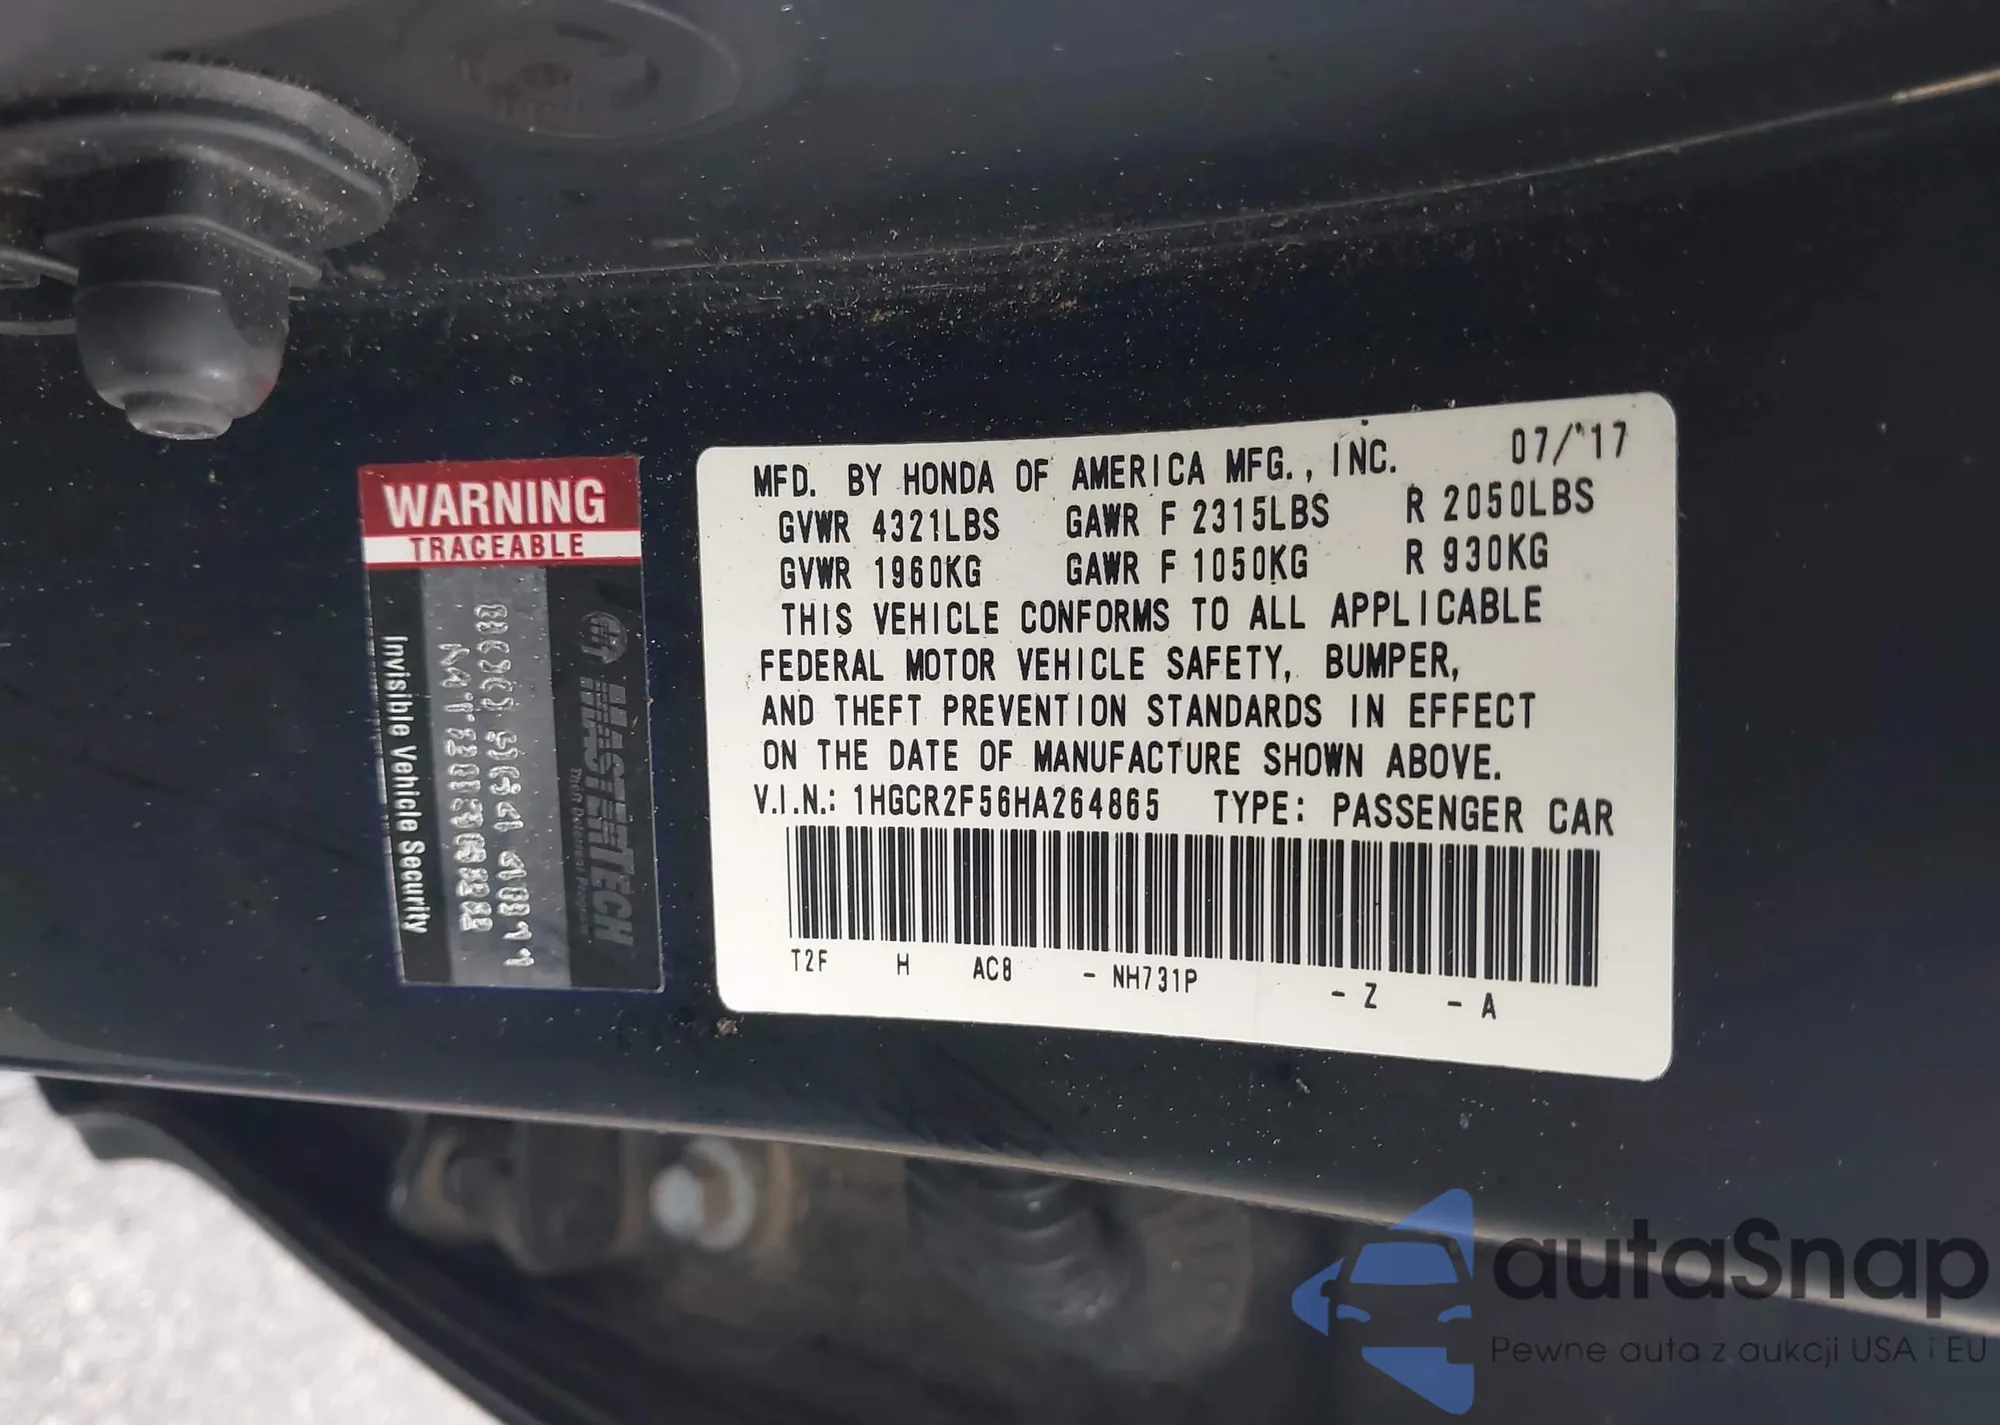 WARNING
TRACEABLE
Invisible Vehicle Security
MASTERTECH
MFD. BY HONDA OF AMERICA MFG., INC. 07/'17
GVWR 4321LBS GAWR F 2315LBS R 2050LBS
GVWR 1960KG GAWR F 1050KG R 930KG
THIS VEHICLE CONFORMS TO ALL APPLICABLE
FEDERAL MOTOR VEHICLE SAFETY, BUMPER,
AND THEFT PREVENTION STANDARDS IN EFFECT
ON THE DATE OF MANUFACTURE SHOWN ABOVE.
V.I.N.: 1HGCR2F56HA264865 TYPE: PASSENGER CAR
T2F H AC8 - NH731P - Z - A
autaSnap
Pewne auta z aukcji USA i EU